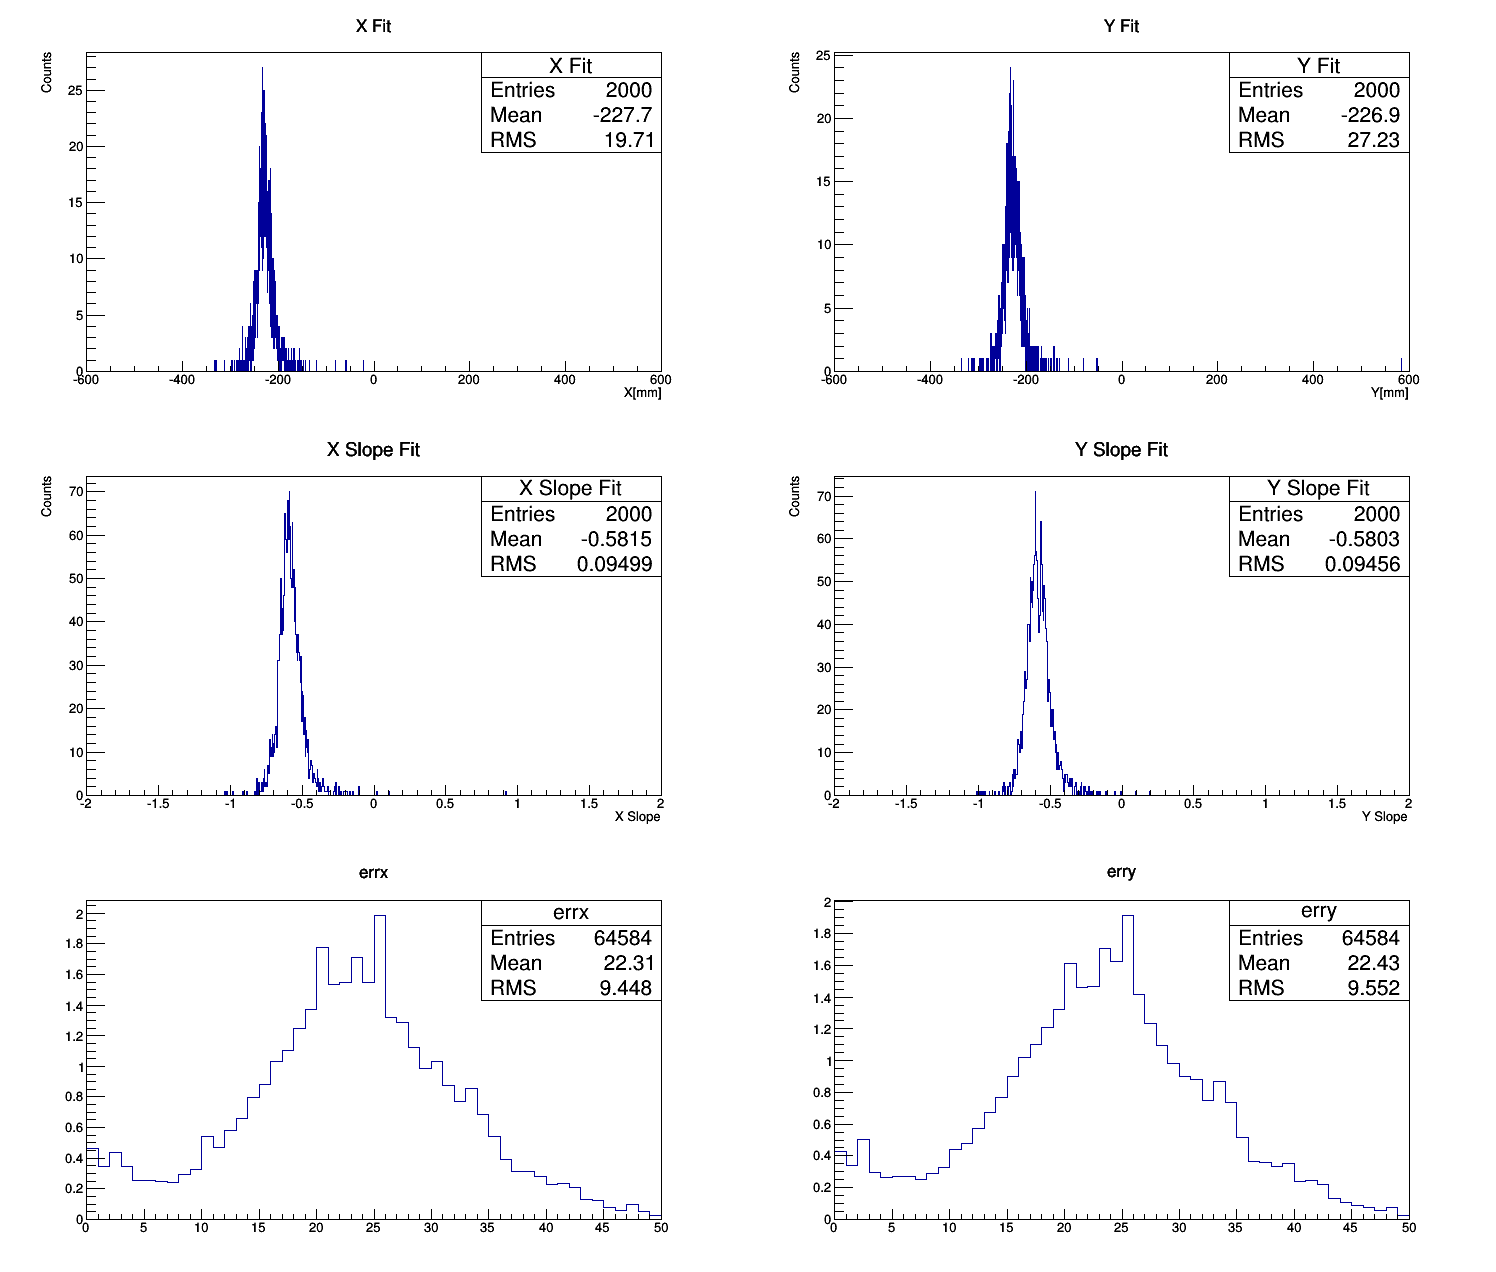 X Fit
Counts
X Fit
Entries 2000
Mean -227.7
RMS 19.71
25
20
15
10
5
0
-600 -400 -200 0 200 400 600
X[mm]
Y Fit
Counts
Y Fit
Entries 2000
Mean -226.9
RMS 27.23
25
20
15
10
5
0
-600 -400 -200 0 200 400 600
Y[mm]
X Slope Fit
Counts
X Slope Fit
Entries 2000
Mean -0.5815
RMS 0.09499
70
60
50
40
30
20
10
0
-2 -1.5 -1 -0.5 0 0.5 1 1.5 2
X Slope
Y Slope Fit
Counts
Y Slope Fit
Entries 2000
Mean -0.5803
RMS 0.09456
70
60
50
40
30
20
10
0
-2 -1.5 -1 -0.5 0 0.5 1 1.5 2
Y Slope
errx
errx
Entries 64584
Mean 22.31
RMS 9.448
2
1.8
1.6
1.4
1.2
1
0.8
0.6
0.4
0.2
0
0 5 10 15 20 25 30 35 40 45 50
erry
erry
Entries 64584
Mean 22.43
RMS 9.552
2
1.8
1.6
1.4
1.2
1
0.8
0.6
0.4
0.2
0
0 5 10 15 20 25 30 35 40 45 50